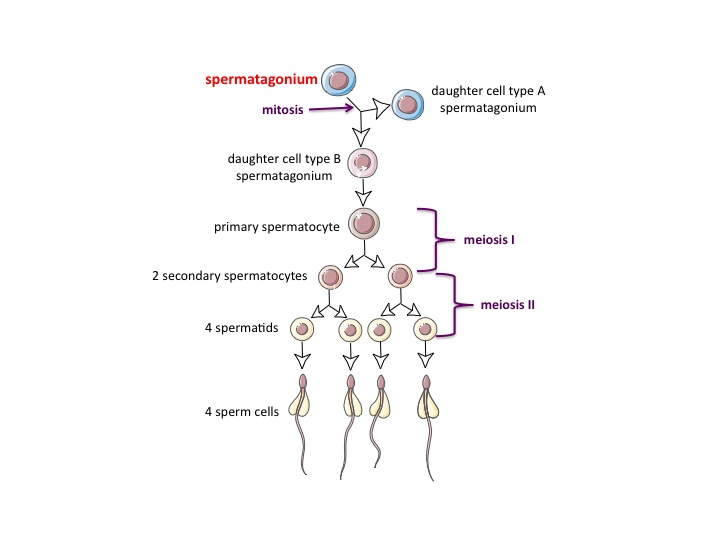 spermatagonium
daughter cell type A
spermatagonium
mitosis
daughter cell type B
spermatagonium
primary spermatocyte
meiosis I
2 secondary spermatocytes
meiosis II
4 spermatids
4 sperm cells